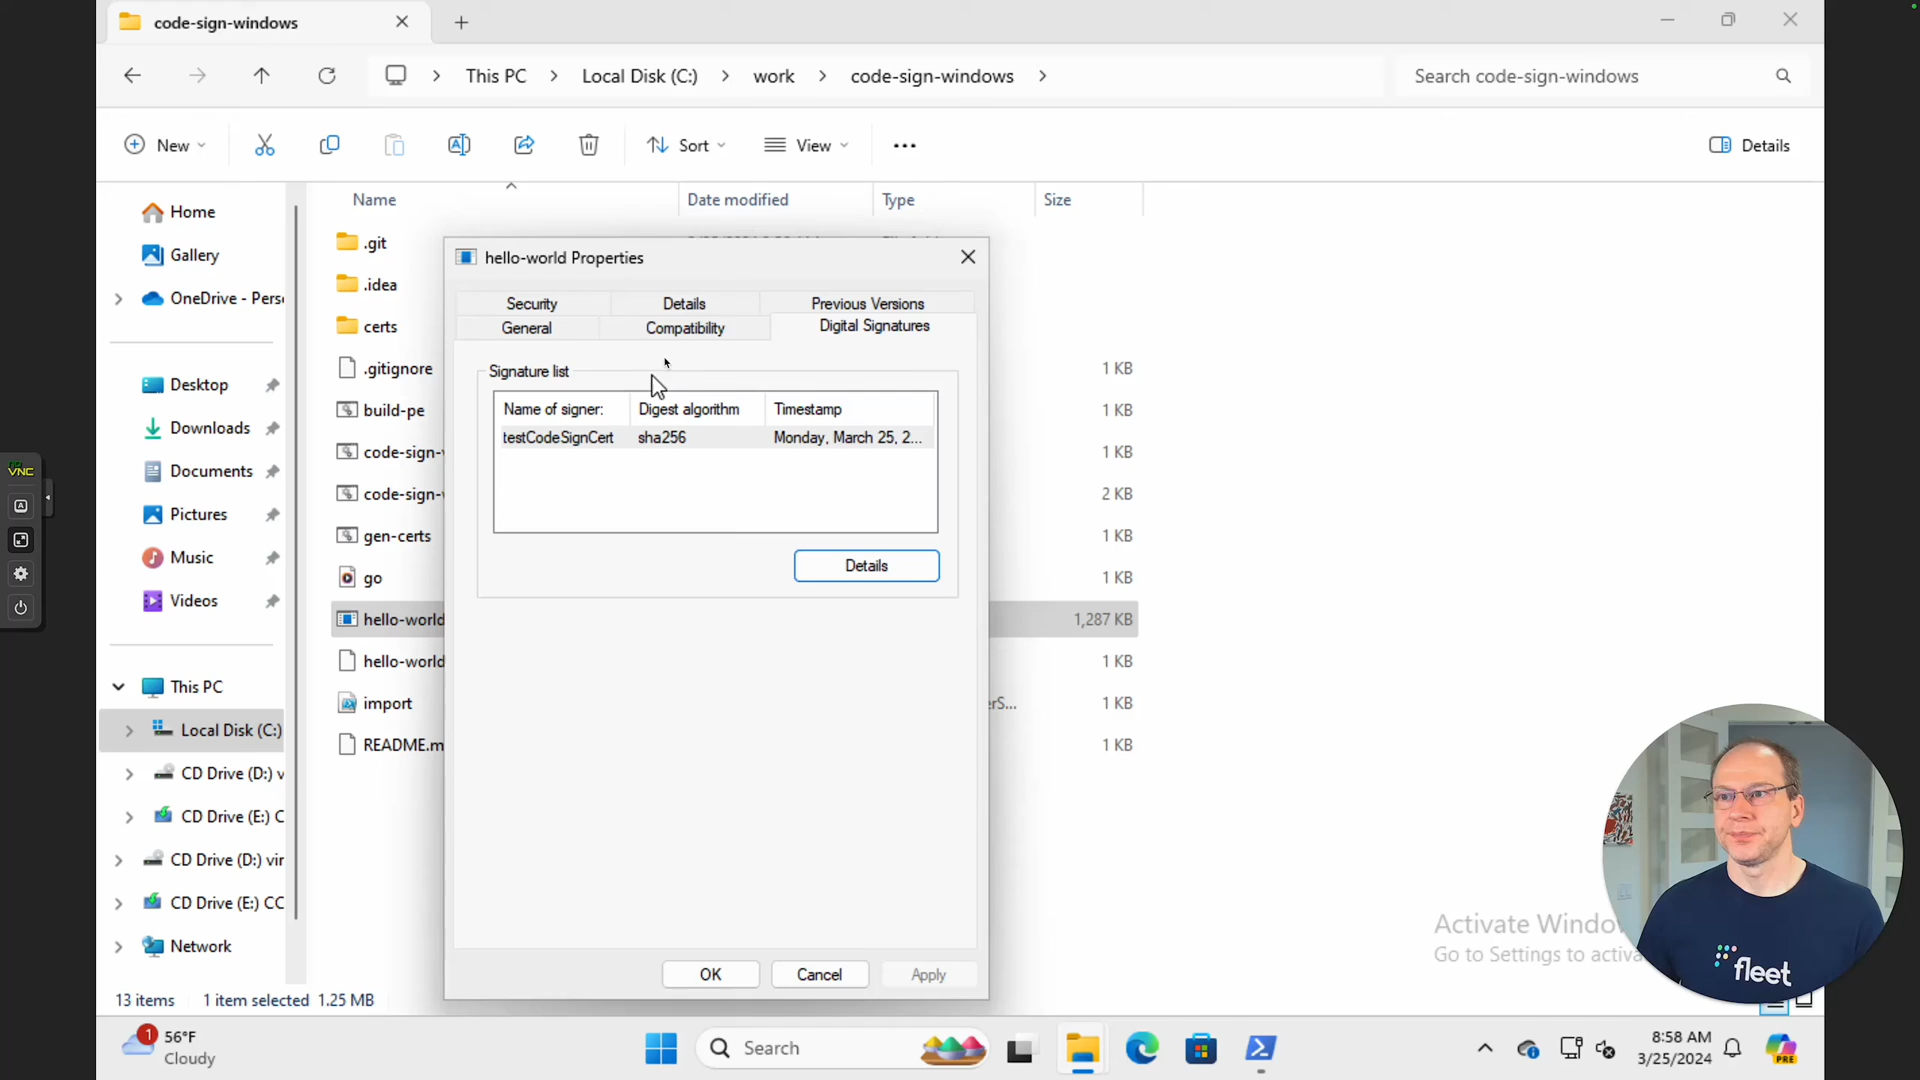 code-sign-windows
This PC
Local Disk (C:)
work
code-sign-windows
Search code-sign-windows
New
Sort
View
Details
Name
Date modified
Type
Size
Home
Gallery
OneDrive - Pers
Desktop
Downloads
Documents
Pictures
Music
Videos
This PC
Local Disk (C:)
CD Drive (D:) v
CD Drive (E:) C
CD Drive (D:) vir
CD Drive (E:) CC
Network
.git
.idea
certs
.gitignore
1 KB
build-pe
1 KB
code-sign-
1 KB
code-sign-
2 KB
gen-certs
1 KB
go
1 KB
hello-world
1,287 KB
hello-world
1 KB
import
erS...
1 KB
README.m
1 KB
hello-world Properties
Security
Details
Previous Versions
General
Compatibility
Digital Signatures
Signature list
Name of signer:
Digest algorithm
Timestamp
testCodeSignCert
sha256
Monday, March 25, 2...
Details
OK
Cancel
Apply
VNC
A
Activate Windo
Go to Settings to activa
fleet
13 items
1 item selected
1.25 MB
1
56°F
Cloudy
Search
8:58 AM
3/25/2024
PRE